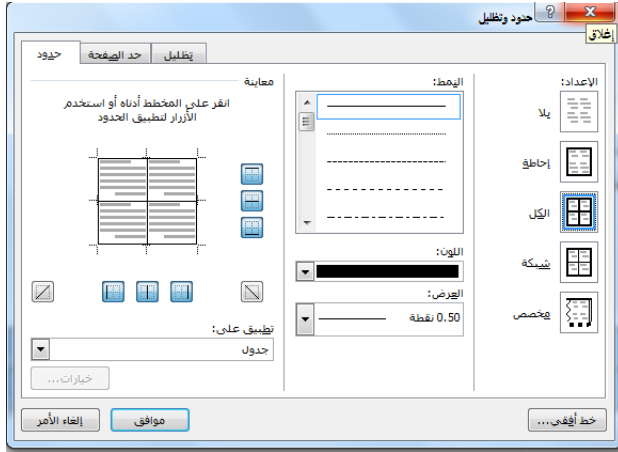 حدود وتظليل
إغلاق
حدود
حد الصفحة
تظليل
الإعداد:
بلا
إحاطة
الكل
شبكة
مخصص
النمط:
اللون:
العرض:
0.50 نقطة
معاينة
انقر على المخطط أدناه أو استخدم
الأزرار لتطبيق الحدود
تطبيق على:
جدول
خيارات...
خط أفقي...
موافق
إلغاء الأمر